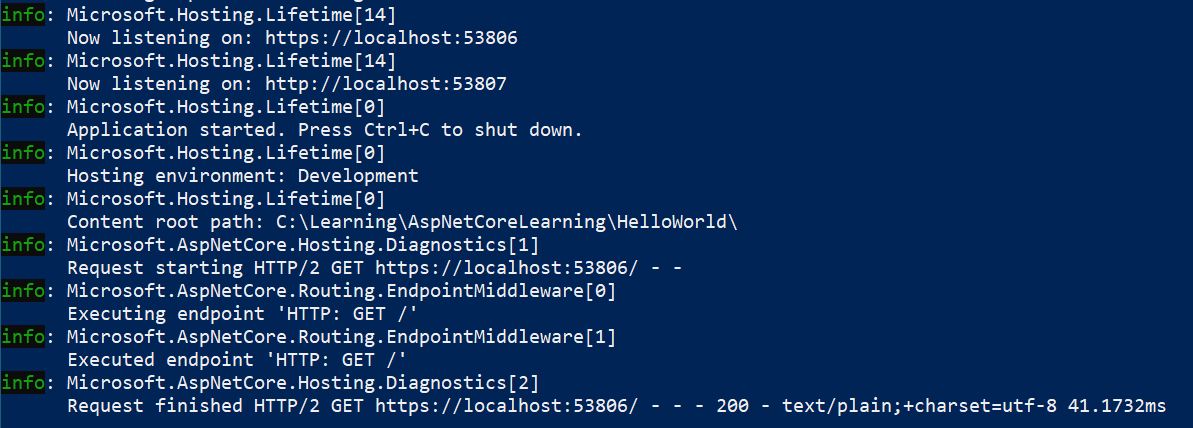 info: Microsoft.Hosting.Lifetime[14]
      Now listening on: https://localhost:53806
info: Microsoft.Hosting.Lifetime[14]
      Now listening on: http://localhost:53807
info: Microsoft.Hosting.Lifetime[0]
      Application started. Press Ctrl+C to shut down.
info: Microsoft.Hosting.Lifetime[0]
      Hosting environment: Development
info: Microsoft.Hosting.Lifetime[0]
      Content root path: C:\Learning\AspNetCoreLearning\HelloWorld\
info: Microsoft.AspNetCore.Hosting.Diagnostics[1]
      Request starting HTTP/2 GET https://localhost:53806/ - -
info: Microsoft.AspNetCore.Routing.EndpointMiddleware[0]
      Executing endpoint 'HTTP: GET /'
info: Microsoft.AspNetCore.Routing.EndpointMiddleware[1]
      Executed endpoint 'HTTP: GET /'
info: Microsoft.AspNetCore.Hosting.Diagnostics[2]
      Request finished HTTP/2 GET https://localhost:53806/ - - - 200 - text/plain;+charset=utf-8 41.1732ms